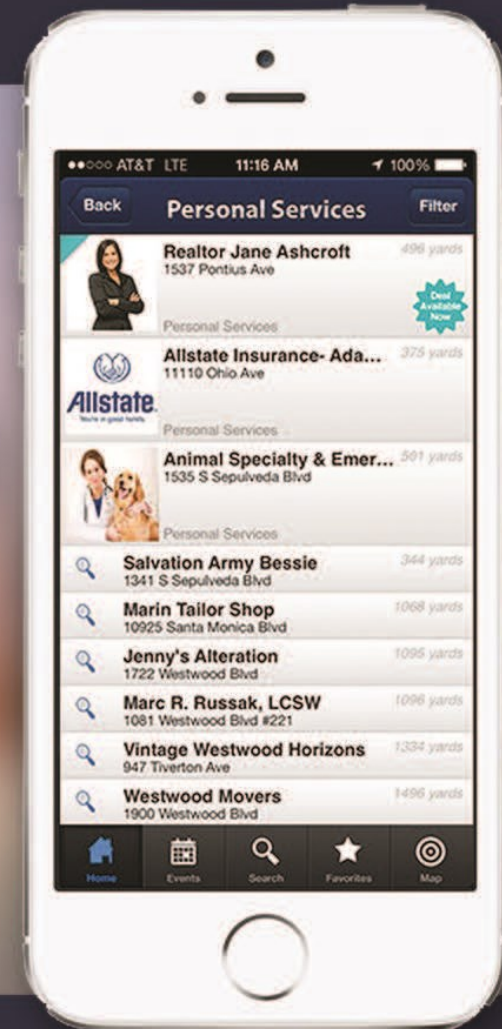 AT&T LTE 11:16 AM 100%
Back Personal Services Filter
Realtor Jane Ashcroft 496 yards
1537 Pontius Ave
Deal
Available
Now
Personal Services
Allstate Insurance- Ada... 375 yards
11110 Ohio Ave
Allstate.
You're in good hands.
Personal Services
Animal Specialty & Emer... 501 yards
1535 S Sepulveda Blvd
Personal Services
Salvation Army Bessie 344 yards
1341 S Sepulveda Blvd
Marin Tailor Shop 1068 yards
10925 Santa Monica Blvd
Jenny's Alteration 1095 yards
1722 Westwood Blvd
Marc R. Russak, LCSW 1096 yards
1081 Westwood Blvd #221
Vintage Westwood Horizons 1334 yards
947 Tiverton Ave
Westwood Movers 1496 yards
1900 Westwood Blvd
Home Events Search Favorites Map